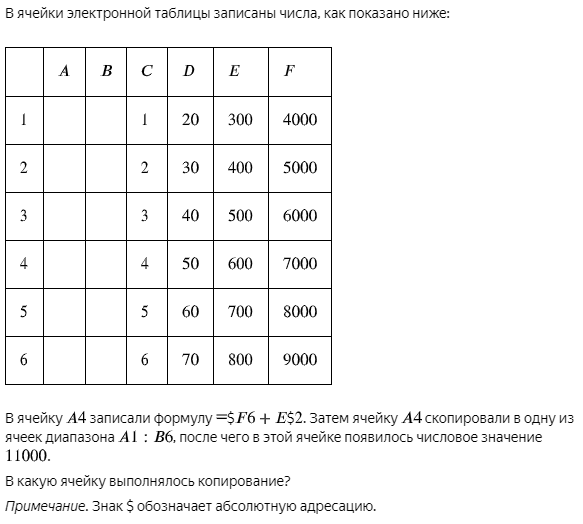 В ячейки электронной таблицы записаны числа, как показано ниже:
A B C D E F
1 1 20 300 4000
2 2 30 400 5000
3 3 40 500 6000
4 4 50 600 7000
5 5 60 700 8000
6 6 70 800 9000
В ячейку A4 записали формулу =$F6 + E$2. Затем ячейку A4 скопировали в одну из
ячеек диапазона A1 : B6, после чего в этой ячейке появилось числовое значение
11000.
В какую ячейку выполнялось копирование?
Примечание. Знак $ обозначает абсолютную адресацию.